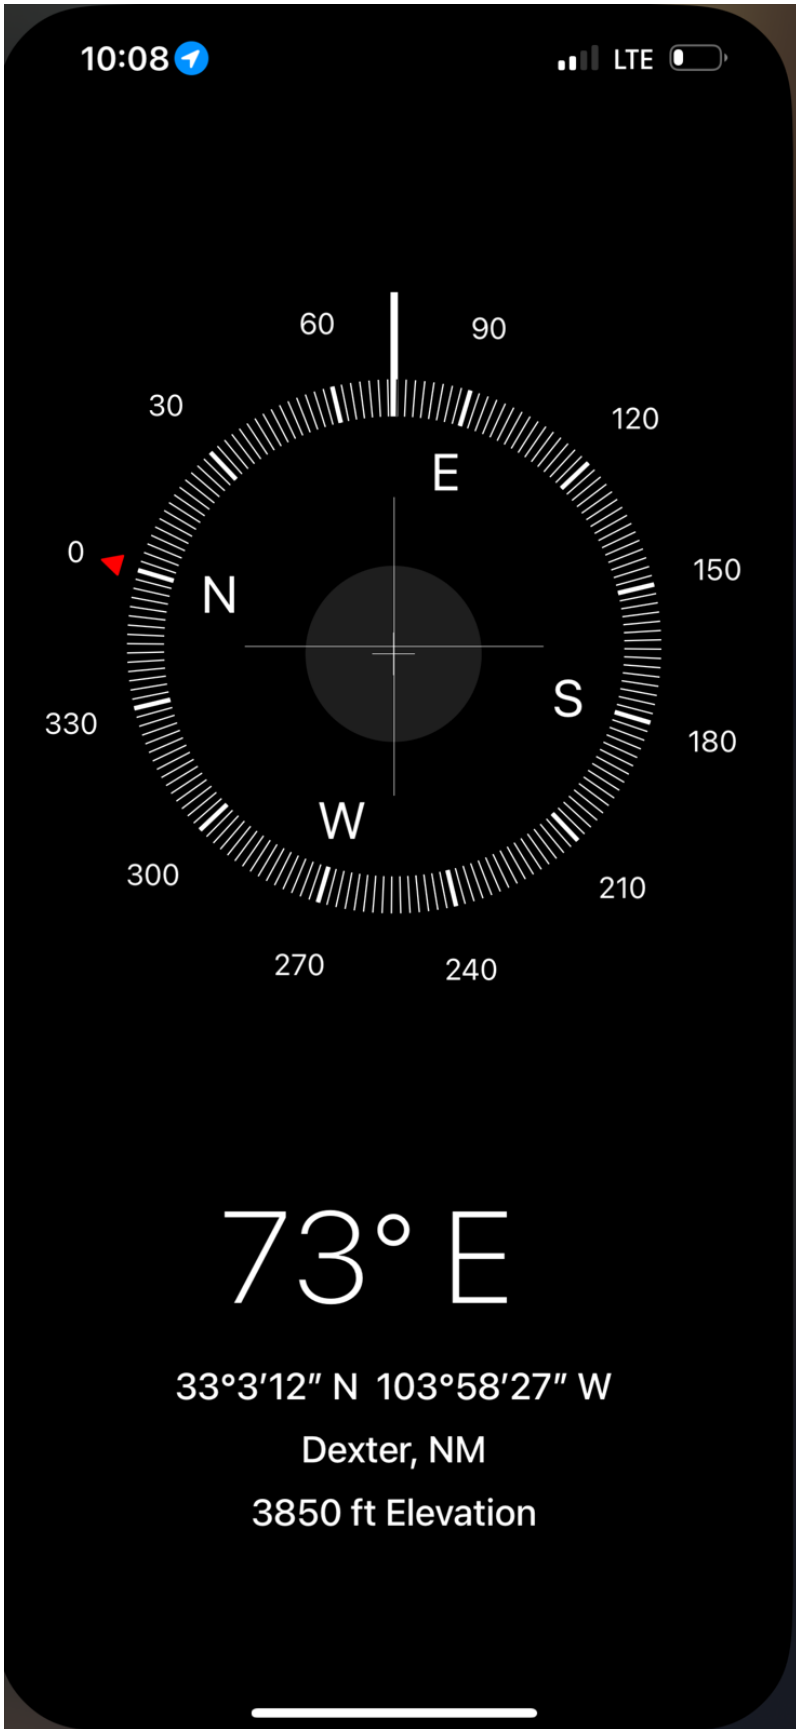 10:08 LTE
60 90
30 120
0 150
E
N
S
W
330 180
300 210
270 240
73° E
33°3′12″ N 103°58′27″ W
Dexter, NM
3850 ft Elevation